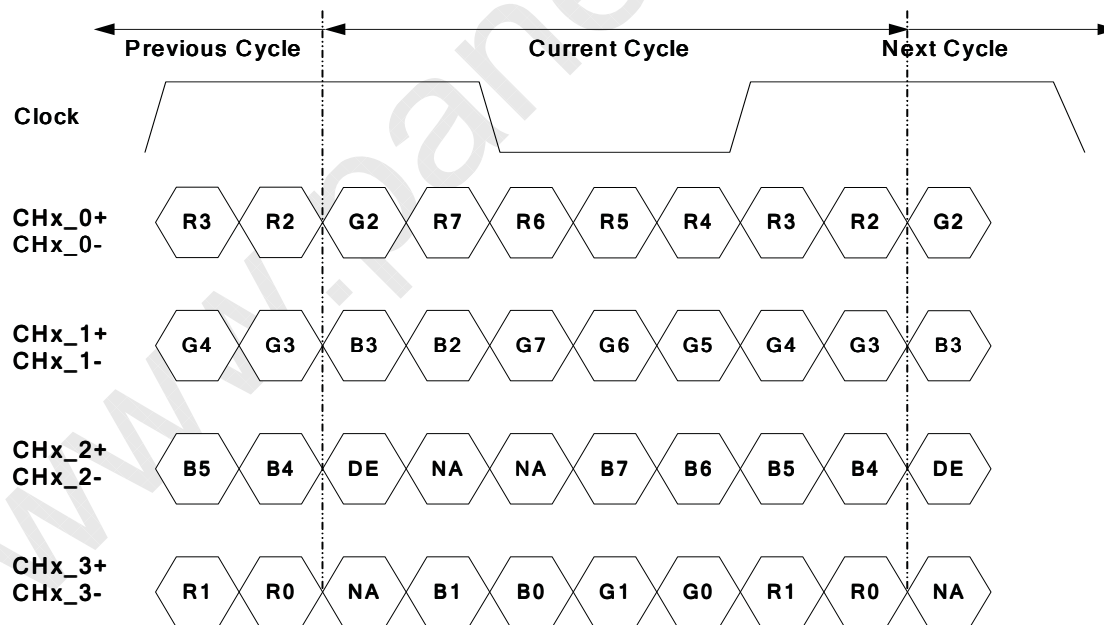 Previous Cycle Current Cycle Next Cycle
Clock
CHx_0+ R3 R2 G2 R7 R6 R5 R4 R3 R2 G2
CHx_0-
CHx_1+ G4 G3 B3 B2 G7 G6 G5 G4 G3 B3
CHx_1-
CHx_2+ B5 B4 DE NA NA B7 B6 B5 B4 DE
CHx_2-
CHx_3+ R1 R0 NA B1 B0 G1 G0 R1 R0 NA
CHx_3-
www.pane